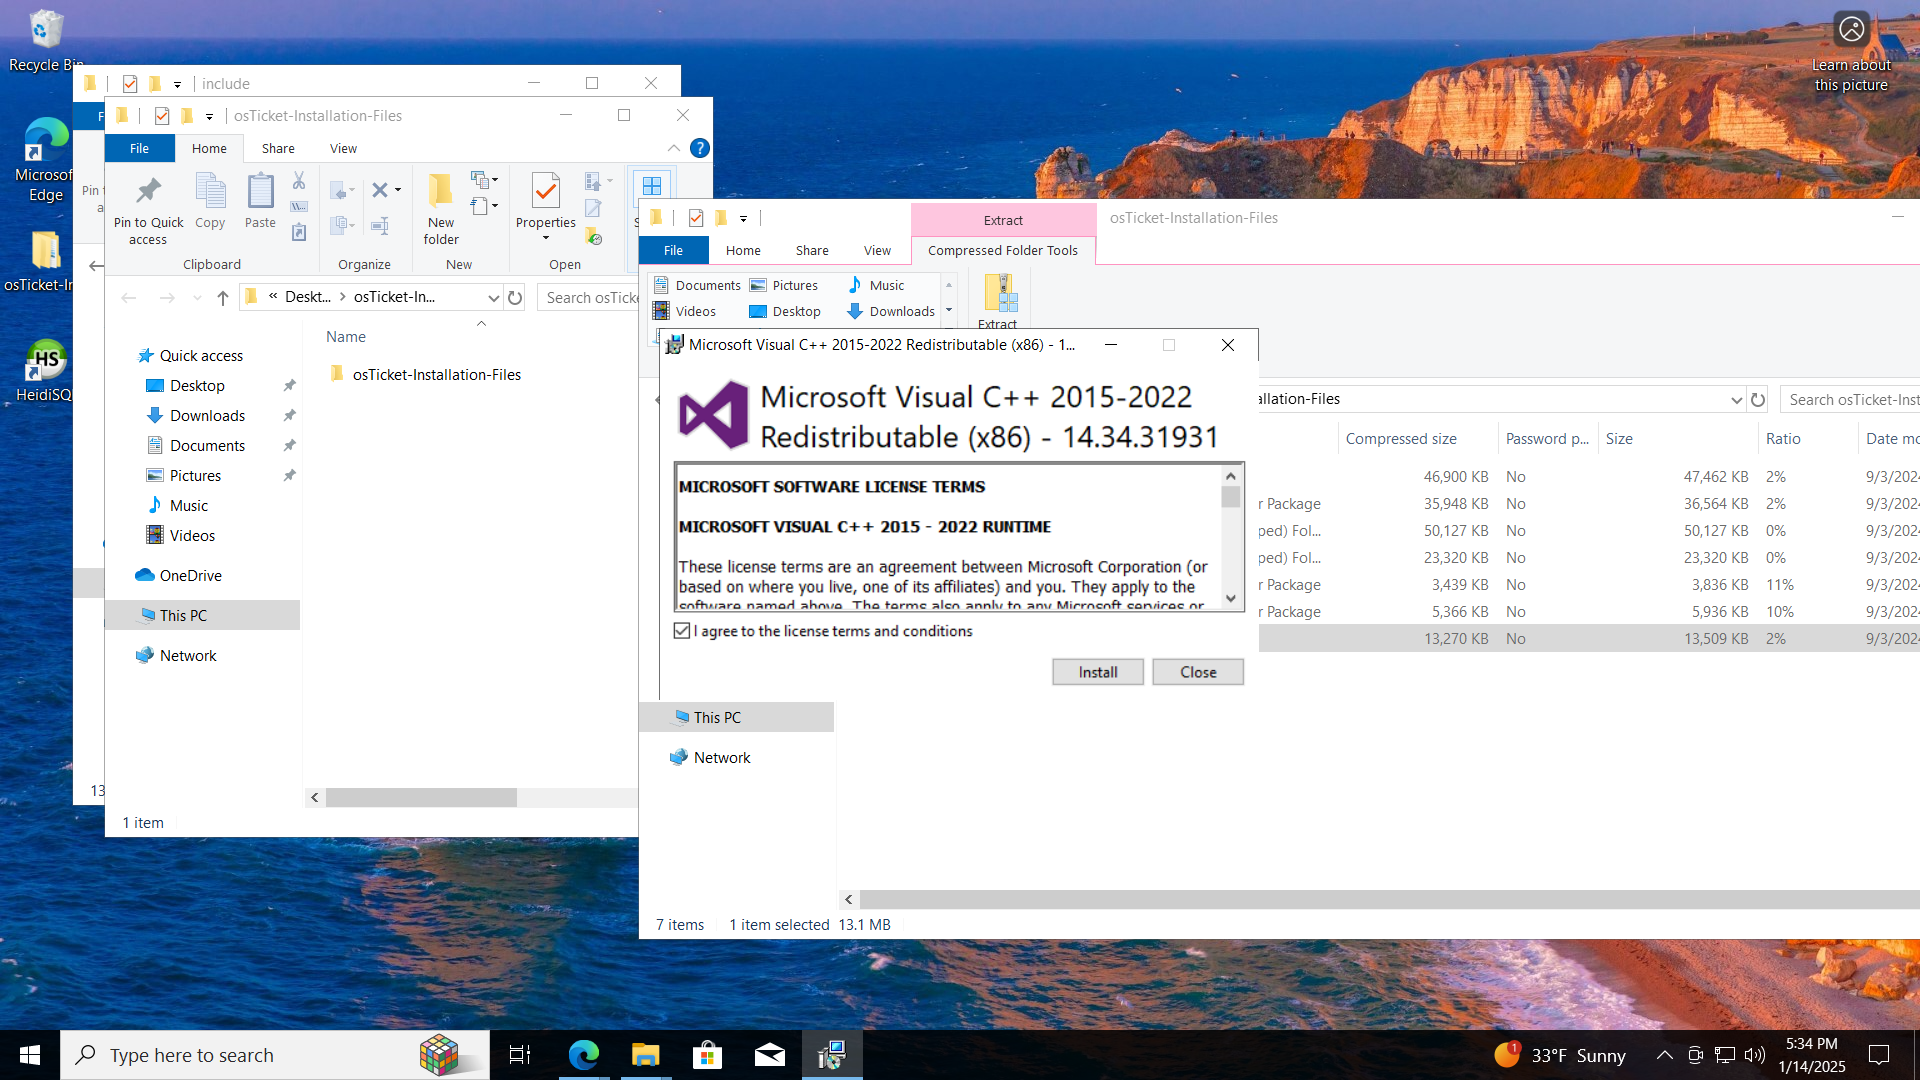 Recycle Bin
Microsoft
Edge
osTicket-In
HS
HeidiSQL
Learn about
this picture
include
F
Pin t
a
13
osTicket-Installation-Files
File
Home
Share
View
?
Pin to Quick
access
Copy
Paste
New
folder
Properties
S
Clipboard
Organize
New
Open
« Deskt... > osTicket-In...
Search osTicke
Name
Quick access
Desktop
Downloads
Documents
Pictures
Music
Videos
OneDrive
This PC
Network
osTicket-Installation-Files
1 item
Extract
osTicket-Installation-Files
File
Home
Share
View
Compressed Folder Tools
Documents
Pictures
Music
Videos
Desktop
Downloads
Extract
allation-Files
Search osTicket-Inst
Compressed size
Password p...
Size
Ratio
Date mo
46,900 KB No 47,462 KB 2% 9/3/2024
r Package 35,948 KB No 36,564 KB 2% 9/3/2024
ped) Fol... 50,127 KB No 50,127 KB 0% 9/3/2024
ped) Fol... 23,320 KB No 23,320 KB 0% 9/3/2024
r Package 3,439 KB No 3,836 KB 11% 9/3/2024
r Package 5,366 KB No 5,936 KB 10% 9/3/2024
13,270 KB No 13,509 KB 2% 9/3/2024
Microsoft Visual C++ 2015-2022 Redistributable (x86) - 1...
Microsoft Visual C++ 2015-2022
Redistributable (x86) - 14.34.31931
MICROSOFT SOFTWARE LICENSE TERMS
MICROSOFT VISUAL C++ 2015 - 2022 RUNTIME
These license terms are an agreement between Microsoft Corporation (or
based on where you live, one of its affiliates) and you. They apply to the
software named above. The terms also apply to any Microsoft services or
I agree to the license terms and conditions
Install
Close
This PC
Network
7 items
1 item selected 13.1 MB
Type here to search
1
33°F Sunny
5:34 PM
1/14/2025